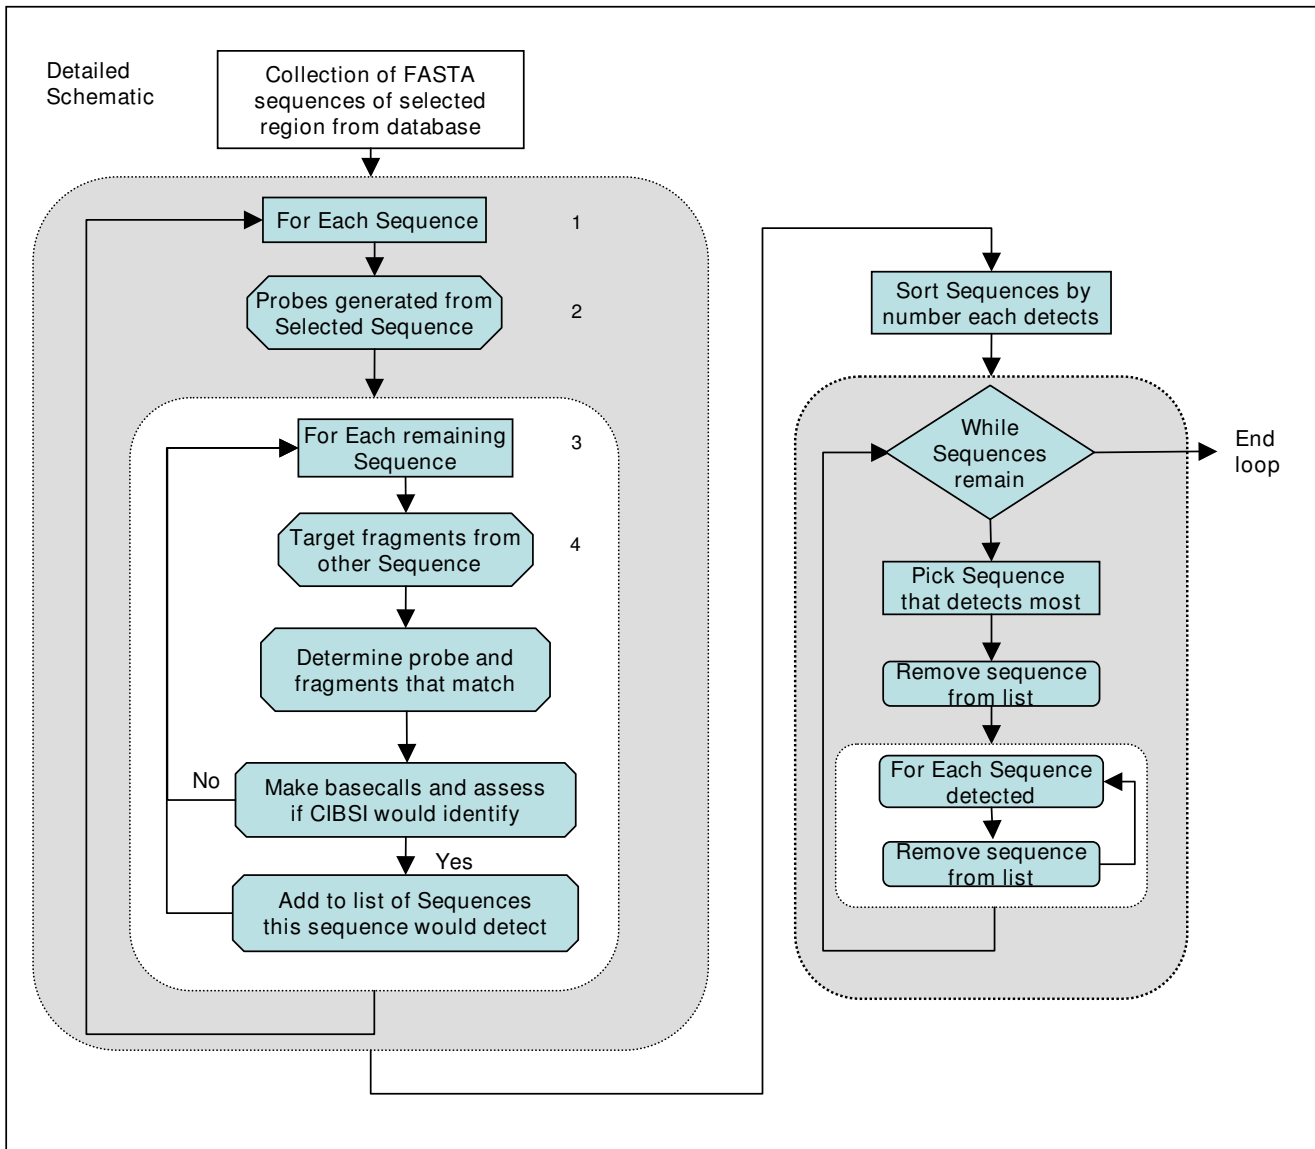 Detailed
Schematic
Collection of FASTA
sequences of selected
region from database
For Each Sequence
1
Probes generated from
Selected Sequence
2
For Each remaining
Sequence
3
Target fragments from
other Sequence
4
Determine probe and
fragments that match
No
Make basecalls and assess
if CIBSI would identify
Yes
Add to list of Sequences
this sequence would detect
Sort Sequences by
number each detects
While
Sequences
remain
End
loop
Pick Sequence
that detects most
Remove sequence
from list
For Each Sequence
detected
Remove sequence
from list